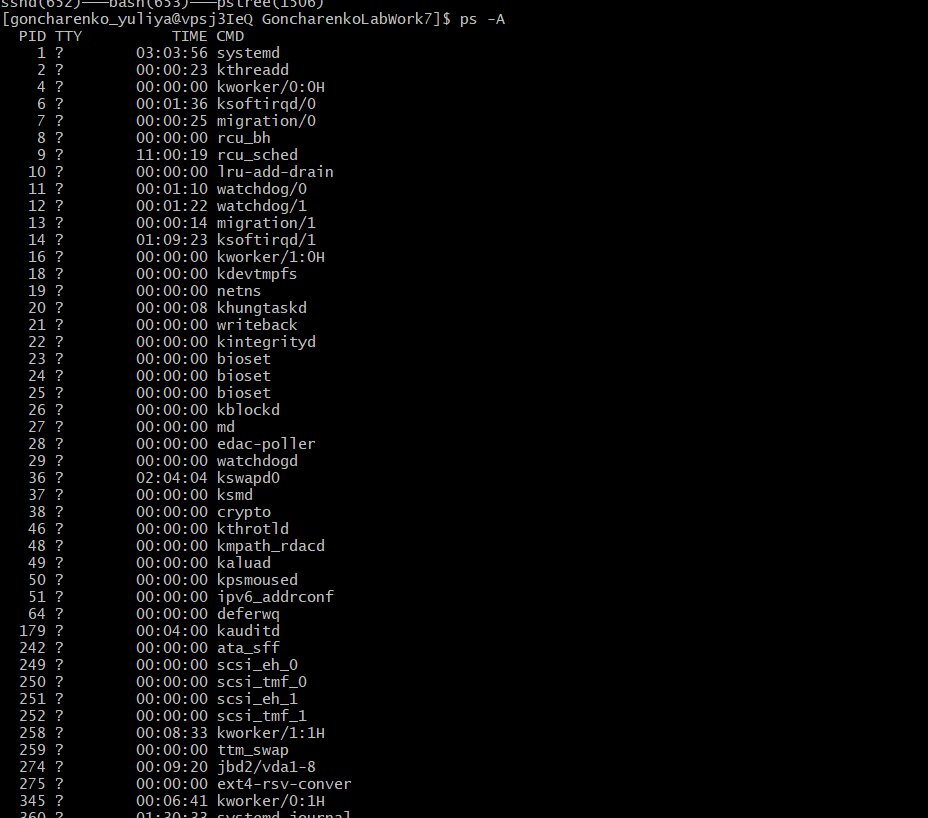 sshd(652)───bash(653)───pstree(1506)
[goncharenko_yuliya@vpsj3IeQ GoncharenkoLabWork7]$ ps -A
  PID TTY          TIME CMD
    1 ?        03:03:56 systemd
    2 ?        00:00:23 kthreadd
    4 ?        00:00:00 kworker/0:0H
    6 ?        00:01:36 ksoftirqd/0
    7 ?        00:00:25 migration/0
    8 ?        00:00:00 rcu_bh
    9 ?        11:00:19 rcu_sched
   10 ?        00:00:00 lru-add-drain
   11 ?        00:01:10 watchdog/0
   12 ?        00:01:22 watchdog/1
   13 ?        00:00:14 migration/1
   14 ?        01:09:23 ksoftirqd/1
   16 ?        00:00:00 kworker/1:0H
   18 ?        00:00:00 kdevtmpfs
   19 ?        00:00:00 netns
   20 ?        00:00:08 khungtaskd
   21 ?        00:00:00 writeback
   22 ?        00:00:00 kintegrityd
   23 ?        00:00:00 bioset
   24 ?        00:00:00 bioset
   25 ?        00:00:00 bioset
   26 ?        00:00:00 kblockd
   27 ?        00:00:00 md
   28 ?        00:00:00 edac-poller
   29 ?        00:00:00 watchdogd
   36 ?        02:04:04 kswapd0
   37 ?        00:00:00 ksmd
   38 ?        00:00:00 crypto
   46 ?        00:00:00 kthrotld
   48 ?        00:00:00 kmpath_rdacd
   49 ?        00:00:00 kaluad
   50 ?        00:00:00 kpsmoused
   51 ?        00:00:00 ipv6_addrconf
   64 ?        00:00:00 deferwq
  179 ?        00:04:00 kauditd
  242 ?        00:00:00 ata_sff
  249 ?        00:00:00 scsi_eh_0
  250 ?        00:00:00 scsi_tmf_0
  251 ?        00:00:00 scsi_eh_1
  252 ?        00:00:00 scsi_tmf_1
  258 ?        00:08:33 kworker/1:1H
  259 ?        00:00:00 ttm_swap
  274 ?        00:09:20 jbd2/vda1-8
  275 ?        00:00:00 ext4-rsv-conver
  345 ?        00:06:41 kworker/0:1H
  360 ?        01:30:33 systemd-journal